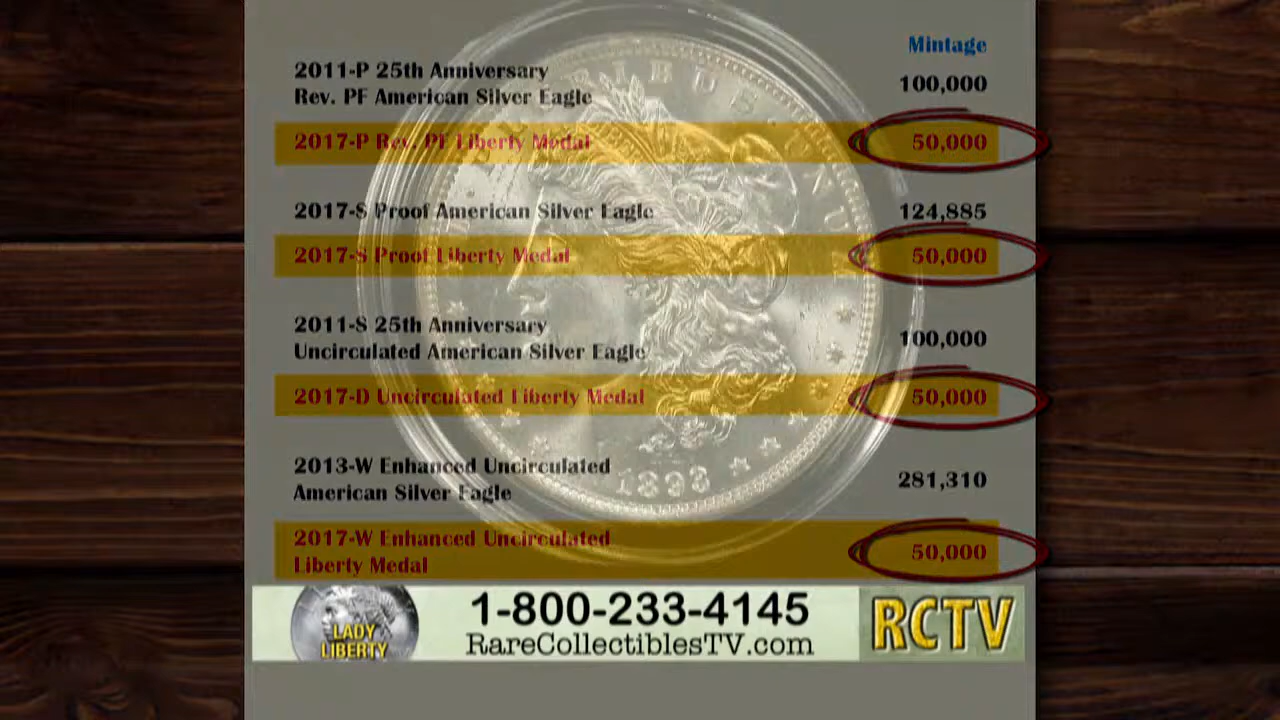 Mintage
2011-P 25th Anniversary
Rev. PF American Silver Eagle
100,000
2017-P Rev. PF Liberty Medal
50,000
2017-S Proof American Silver Eagle
124,885
2017-S Proof Liberty Medal
50,000
2011-S 25th Anniversary
Uncirculated American Silver Eagle
100,000
2017-D Uncirculated Liberty Medal
50,000
2013-W Enhanced Uncirculated
American Silver Eagle
281,310
2017-W Enhanced Uncirculated
Liberty Medal
50,000
LADY
LIBERTY
1-800-233-4145
RareCollectiblesTV.com
RCTV